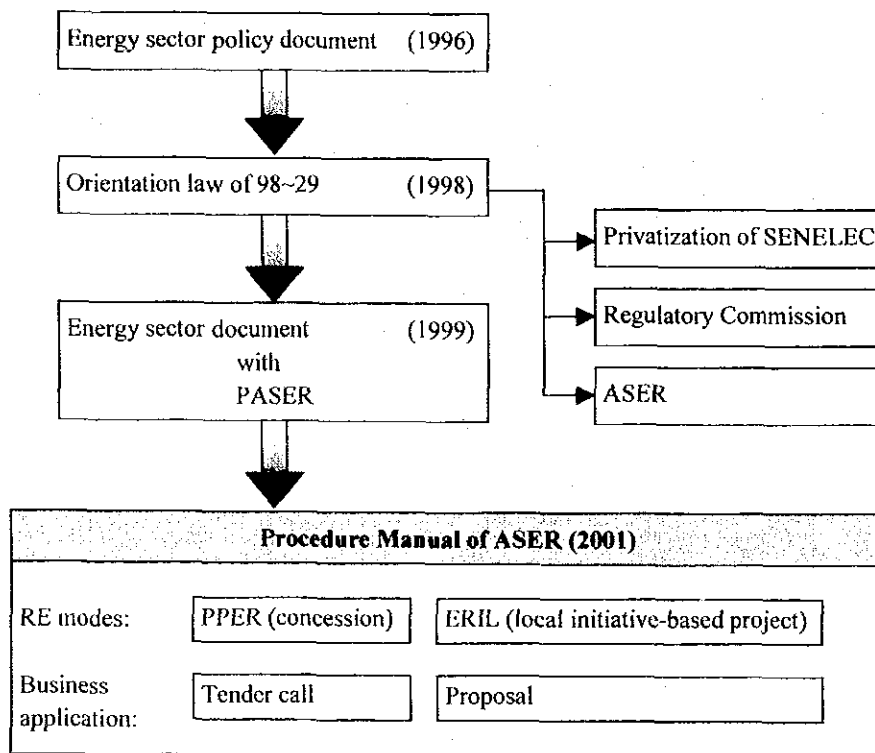 Energy sector policy document (1996)
Orientation law of 98~29 (1998)
Privatization of SENELEC
Regulatory Commission
ASER
Energy sector document (1999)
with
PASER
Procedure Manual of ASER (2001)
RE modes: PPER (concession) ERIL (local initiative-based project)
Business
application: Tender call Proposal